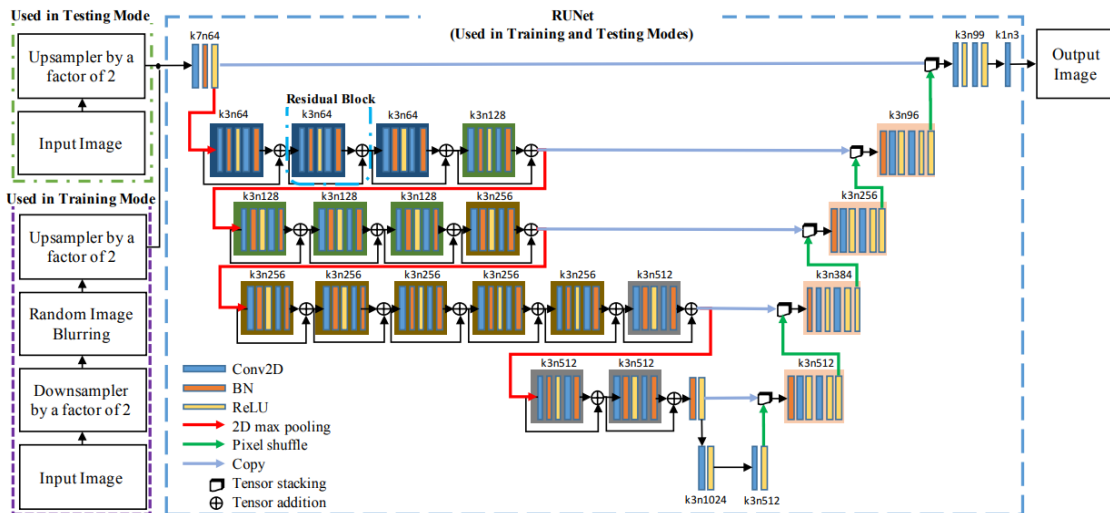 Used in Testing Mode
Upsampler by a
factor of 2
Input Image
Used in Training Mode
Upsampler by a
factor of 2
Random Image
Blurring
Downsampler
by a factor of 2
Input Image
RUNet
(Used in Training and Testing Modes)
k7n64
k3n99
k1n3
Output
Image
Residual Block
k3n64
k3n64
k3n64
k3n128
k3n96
k3n128
k3n128
k3n128
k3n256
k3n256
k3n256
k3n256
k3n256
k3n256
k3n256
k3n512
k3n384
k3n512
k3n512
k3n512
k3n1024
k3n512
Conv2D
BN
ReLU
2D max pooling
Pixel shuffle
Copy
Tensor stacking
Tensor addition